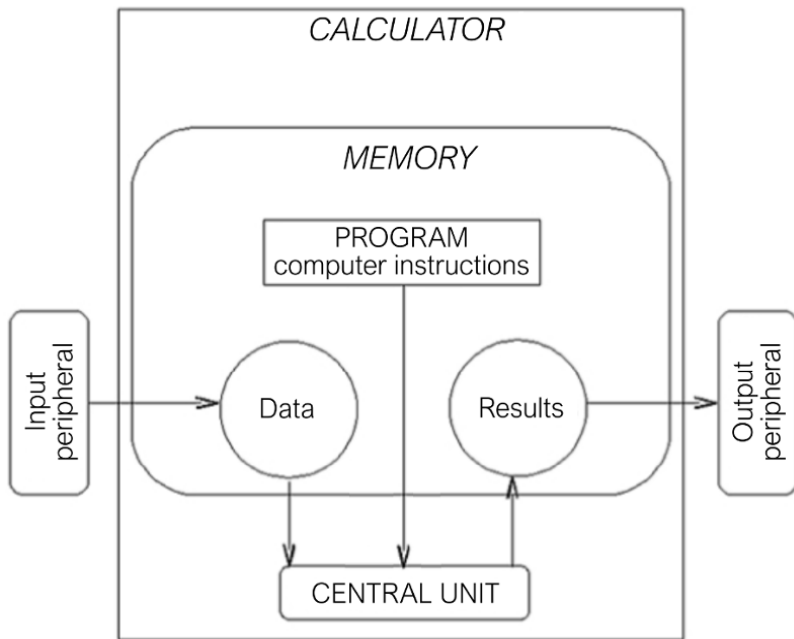 CALCULATOR
MEMORY
PROGRAM
computer instructions
Input
peripheral
Data
Results
Output
peripheral
CENTRAL UNIT